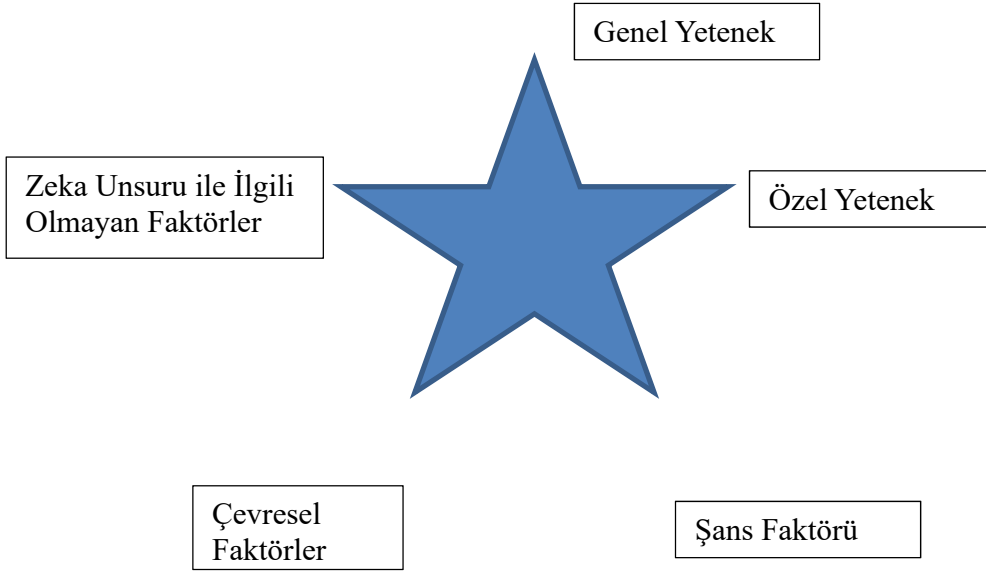 Genel Yetenek
Zeka Unsuru ile İlgili
Olmayan Faktörler
Özel Yetenek
Çevresel
Faktörler
Şans Faktörü